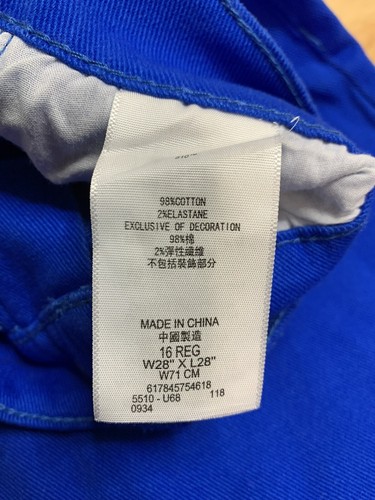 98%COTTON
2%ELASTANE
EXCLUSIVE OF DECORATION
98%棉
2%彈性纖維
不包括裝飾部分
MADE IN CHINA
中國製造
16 REG
W28" X L28"
W71 CM
617845754618
5510 - U68 118
0934